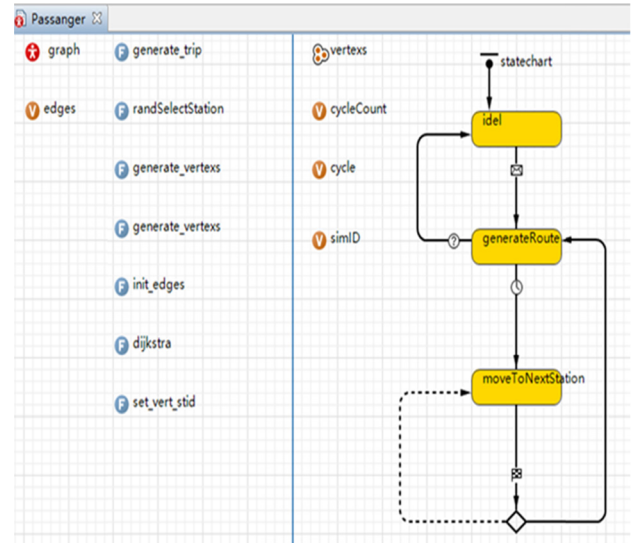 Passanger
graph
generate_trip
vertexs
statechart
edges
randSelectStation
cycleCount
idel
generate_vertexs
cycle
generate_vertexs
simID
generateRoute
init_edges
dijkstra
moveToNextStation
set_vert_stid